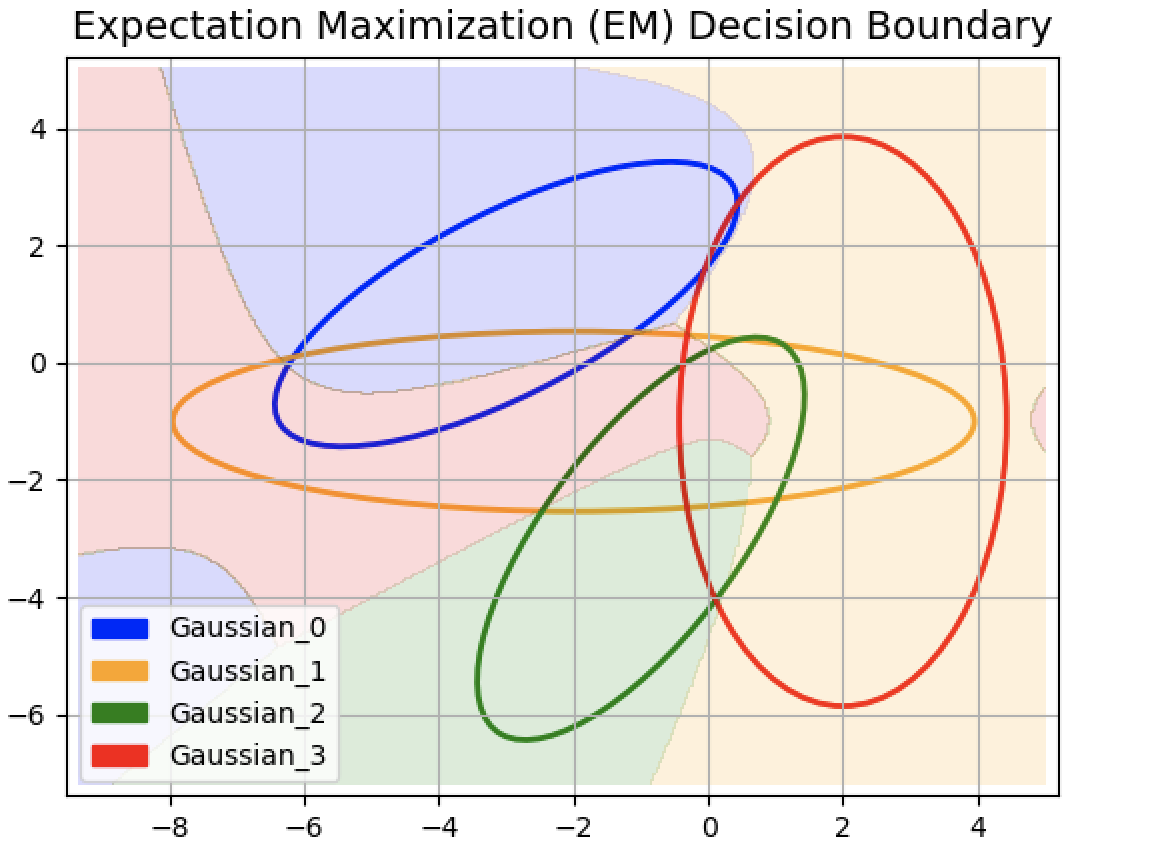 Expectation Maximization (EM) Decision Boundary
4
2
0
−2
−4
−6
Gaussian_0
Gaussian_1
Gaussian_2
Gaussian_3
−8 −6 −4 −2 0 2 4